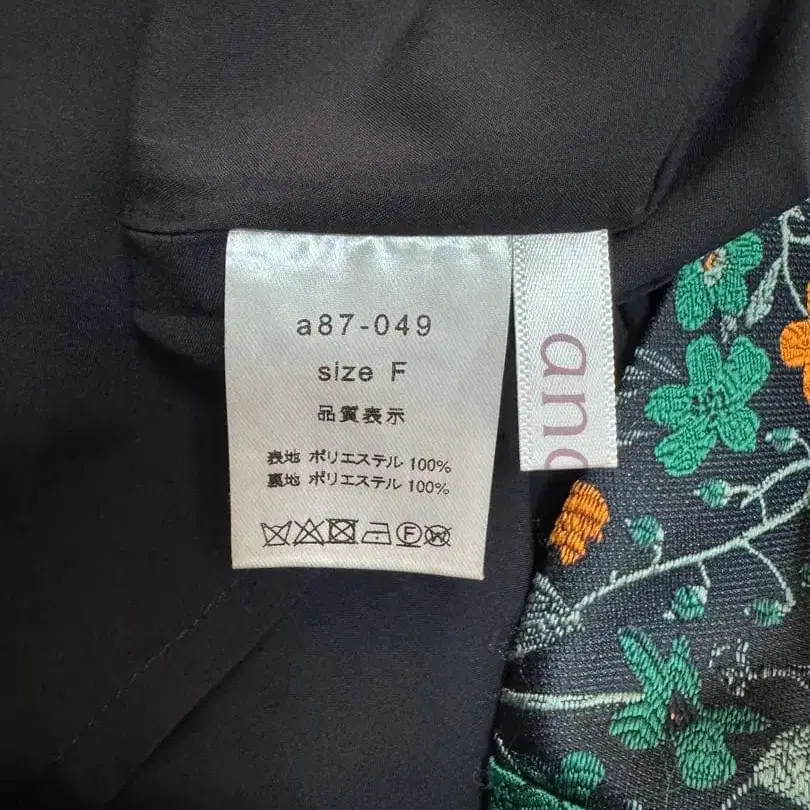 a87-049
size F
品質表示
表地 ポリエステル 100%
裏地 ポリエステル 100%
F
W
and